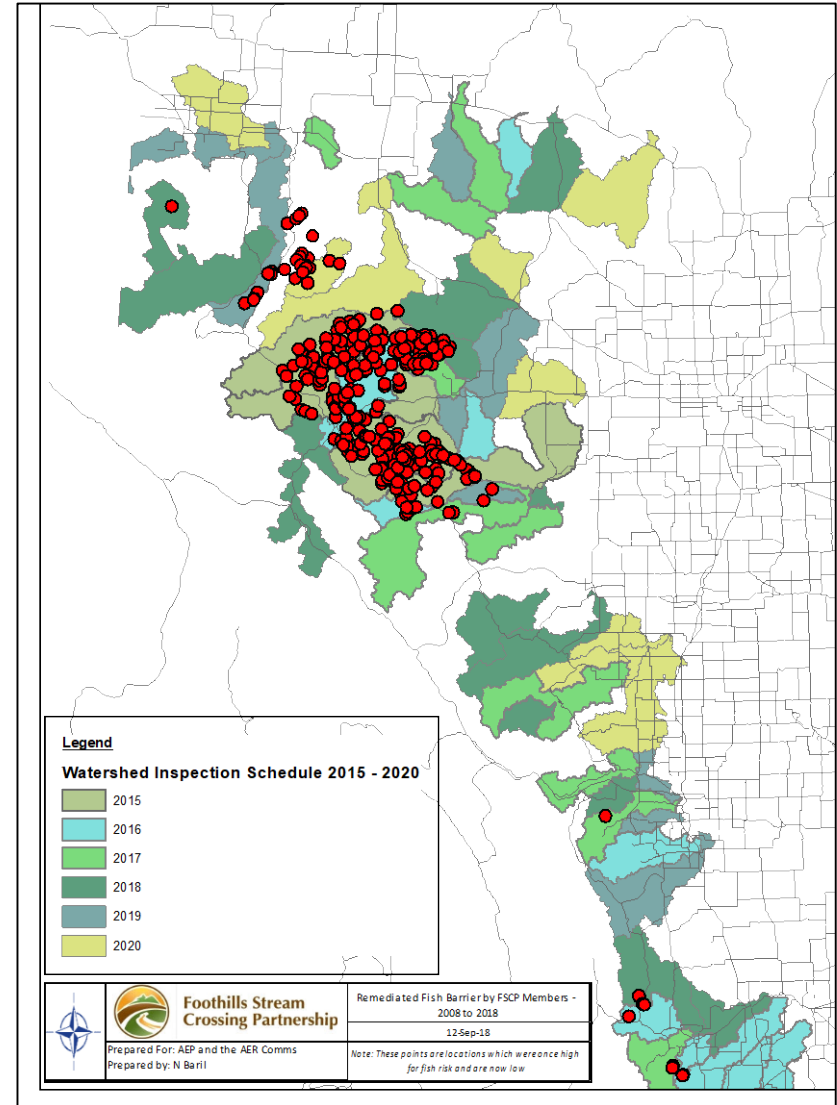 Legend
Watershed Inspection Schedule 2015 - 2020
2015
2016
2017
2018
2019
2020
Foothills Stream
Crossing Partnership
Prepared For: AEP and the AER Comms
Prepared by: N Baril
Remediated Fish Barrier by FSCP Members -
2008 to 2018
12-Sep-18
Note: These points are locations which were once high
for fish risk and are now low